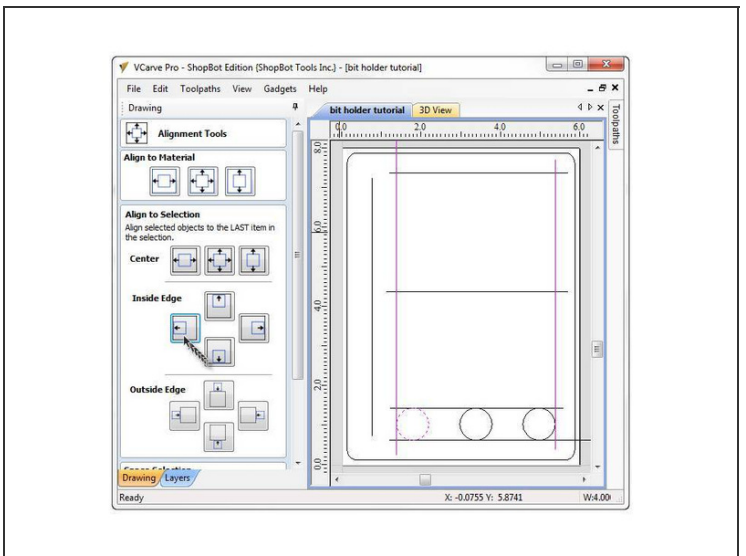 VCarve Pro - ShopBot Edition {ShopBot Tools Inc.} - [bit holder tutorial]
File Edit Toolpaths View Gadgets Help
Drawing
bit holder tutorial 3D View
Toolpaths
Alignment Tools
0.0 2.0 4.0 6.0
8.0
6.0
4.0
2.0
0.0
Align to Material
Align to Selection
Align selected objects to the LAST item in
the selection.
Center
Inside Edge
Outside Edge
Drawing Layers
Ready X: -0.0755 Y: 5.8741 W:4.00